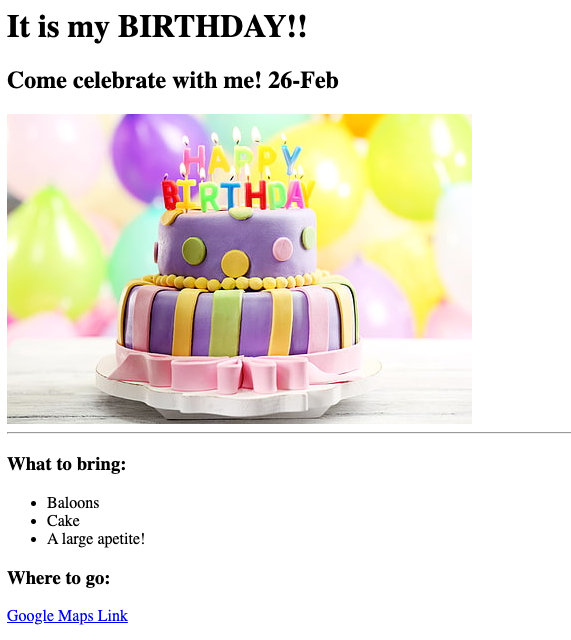 It is my BIRTHDAY!!
Come celebrate with me! 26-Feb
HAPPY
BIRTHDAY
What to bring:
Baloons
Cake
A large apetite!
Where to go:
Google Maps Link